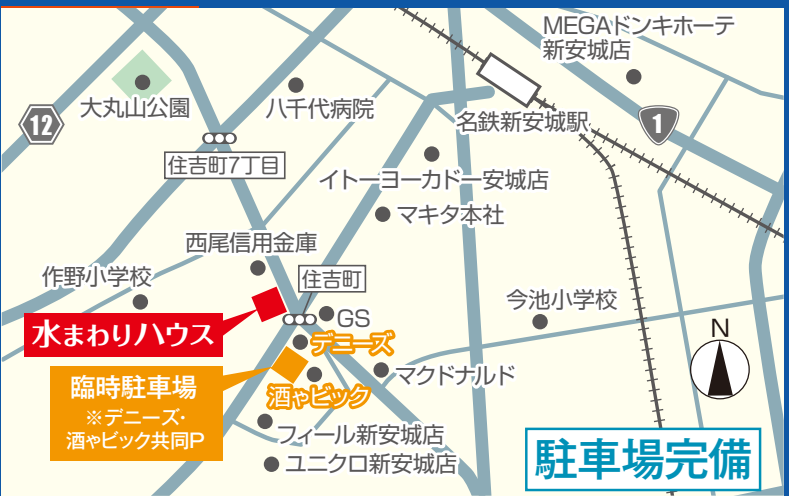 MEGAドンキホーテ
新安城店
大丸山公園
八千代病院
12
名鉄新安城駅
1
住吉町7丁目
イトーヨーカドー安城店
マキタ本社
西尾信用金庫
作野小学校
住吉町
今池小学校
水まわりハウス
GS
N
デニーズ
臨時駐車場
※デニーズ・
酒やビック共同P
マクドナルド
酒やビック
フィール新安城店
ユニクロ新安城店
駐車場完備